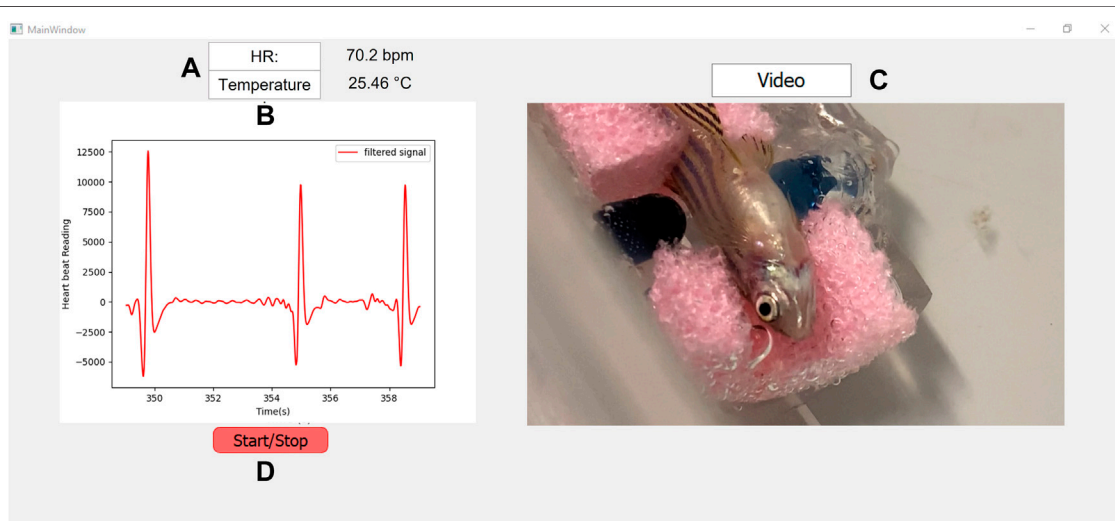 MainWindow
A
HR:
70.2 bpm
Temperature
25.46 °C
B
Video
C
filtered signal
12500
10000
7500
5000
2500
0
−2500
−5000
Heart beat Reading
350
352
354
356
358
Time(s)
Start/Stop
D